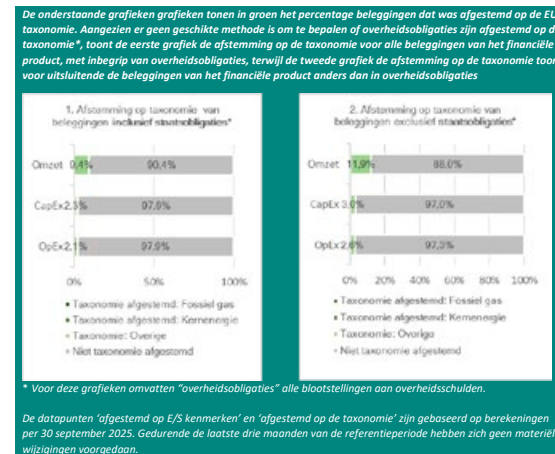 De onderstaande grafieken grafieken tonen in groen het percentage beleggingen dat was afgestemd op de EU
taxonomie. Aangezien er geen geschikte methode is om te bepalen of overheidsobligaties zijn afgestemd op d
taxonomie*, toont de eerste grafiek de afstemming op de taxonomie voor alle beleggingen van het financiële
product, met inbegrip van overheidsobligaties, terwijl de tweede grafiek de afstemming op de taxonomie toon
voor uitsluitende de beleggingen van het financiële product anders dan in overheidsobligaties
1. Afstemming op taxonomie van
beleggingen inclusief staatsobligaties*
Omzet 9,4% 90,4%
CapEx 2,3% 97,8%
OpEx 2,1% 97,9%
0% 50% 100%
Taxonomie afgestemd: Fossiel gas
Taxonomie afgestemd: Kernenergie
Taxonomie: Overige
Niet taxonomie afgestemd
2. Afstemming op taxonomie van
beleggingen exclusief staatsobligaties*
Omzet 11,9% 88,0%
CapEx 3,0% 97,0%
OpEx 2,6% 97,3%
0% 20% 40% 60% 80% 100%
Taxonomie afgestemd: Fossiel gas
Taxonomie afgestemd: Kernenergie
Taxonomie: Overige
Niet taxonomie afgestemd
* Voor deze grafieken omvatten "overheidsobligaties" alle blootstellingen aan overheidsschulden.
De datapunten 'afgestemd op E/S kenmerken' en 'afgestemd op de taxonomie' zijn gebaseerd op berekeningen
per 30 september 2025. Gedurende de laatste drie maanden van de referentieperiode hebben zich geen materiël
wijzigingen voorgedaan.